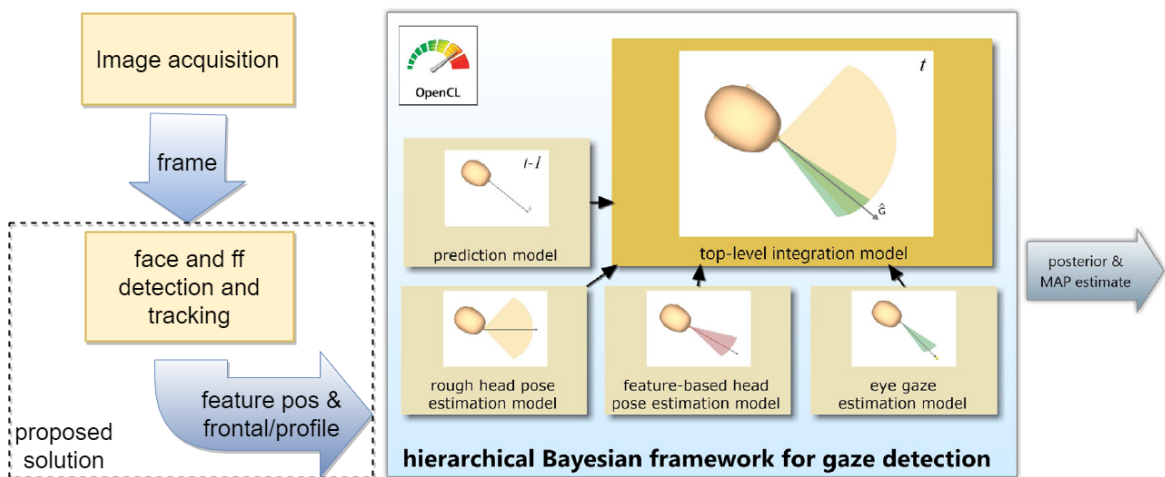 Image acquisition
frame
face and ff
detection and
tracking
feature pos &
frontal/profile
proposed
solution
OpenCL
t
t-1
Ĝ
prediction model
top-level integration model
rough head pose
estimation model
feature-based head
pose estimation model
eye gaze
estimation model
hierarchical Bayesian framework for gaze detection
posterior &
MAP estimate